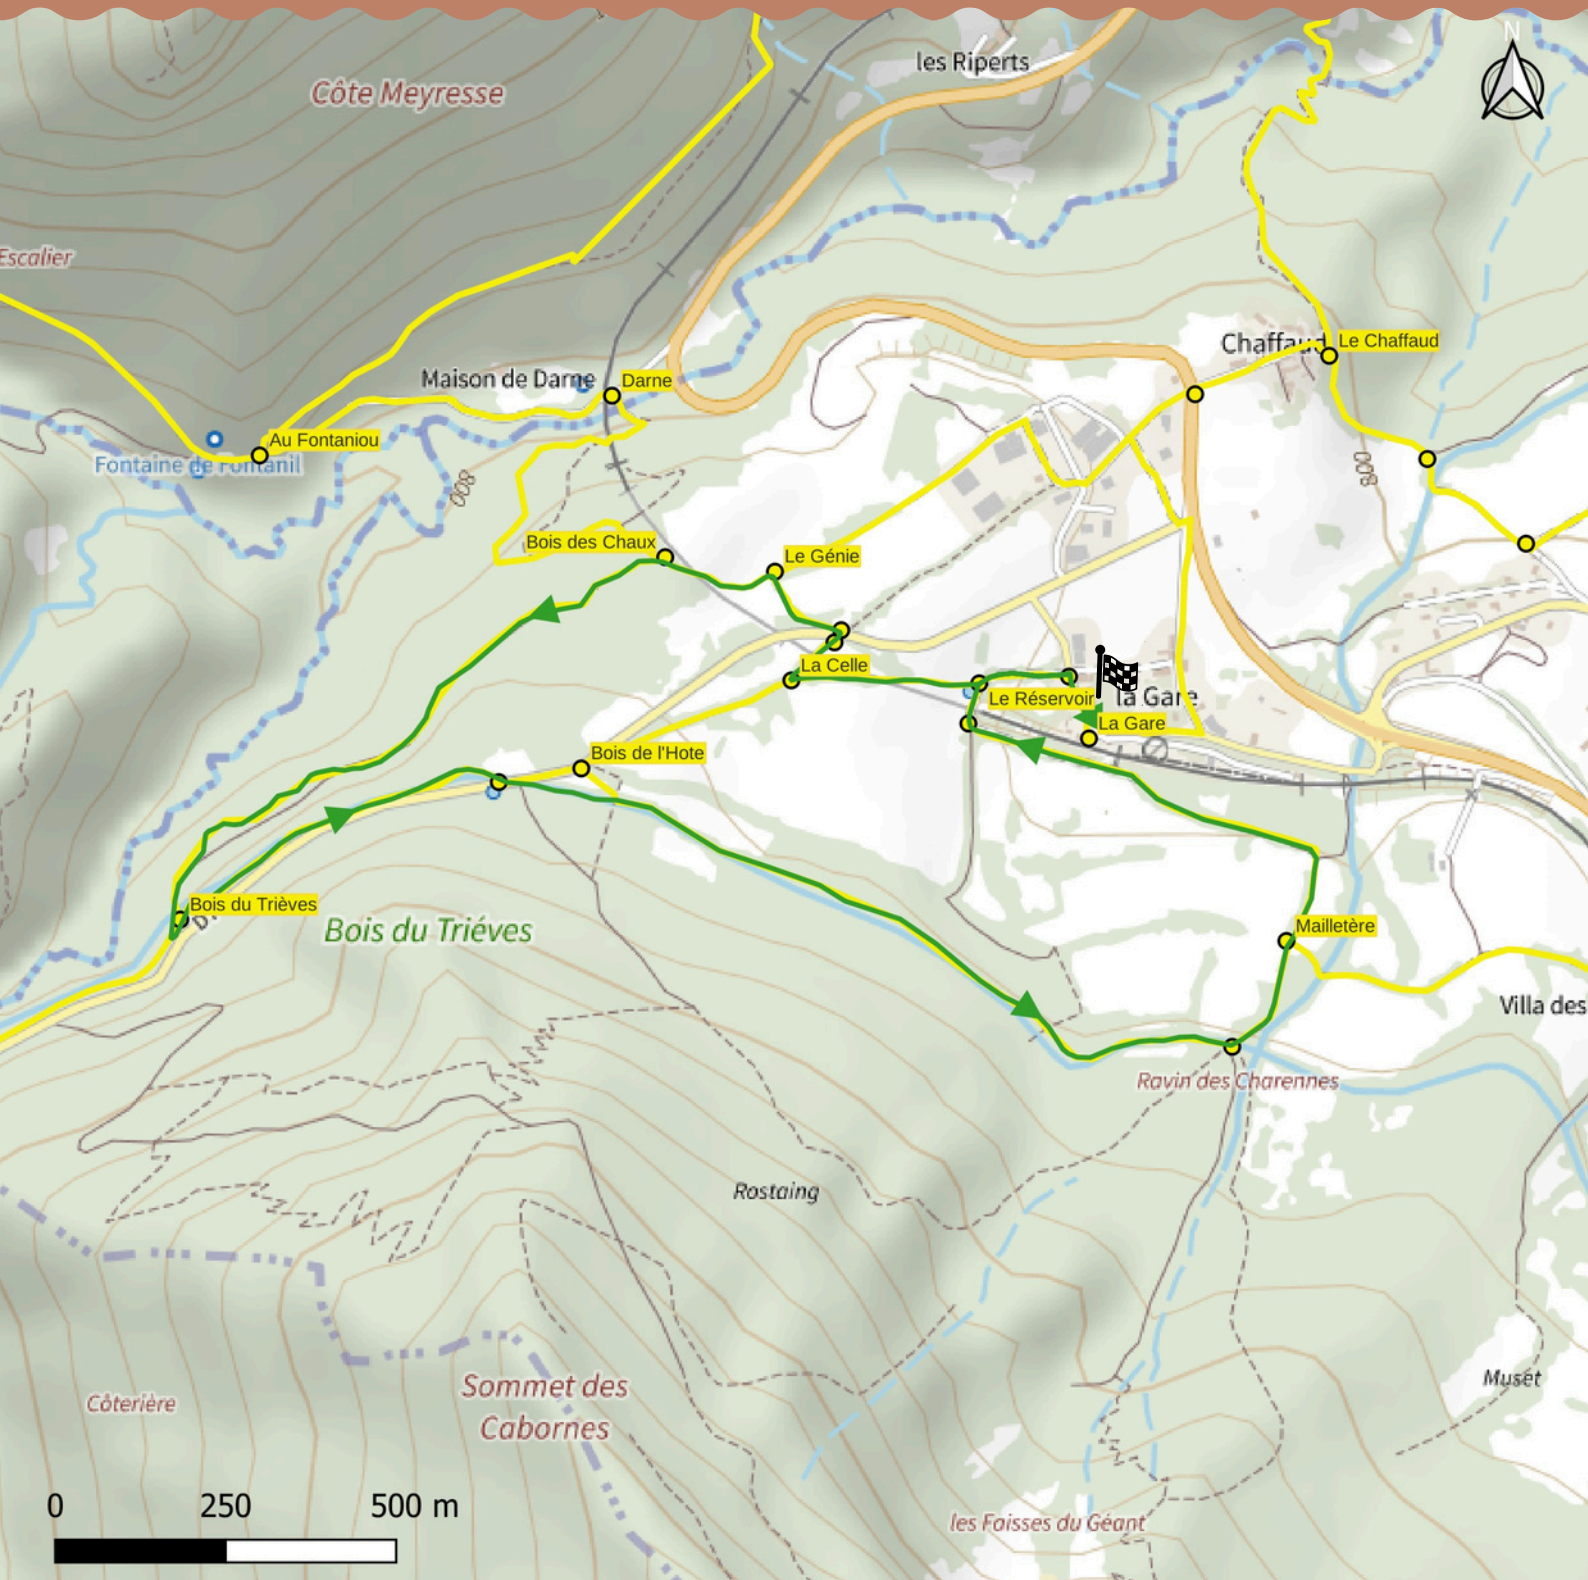 N
les Riperts
Côte Meyresse
Escalier
Chaffaud
Le Chaffaud
Maison de Darne
Darne
Au Fontaniou
Fontaine de Fontanil
800
800
Bois des Chaux
Le Génie
La Celle
Le Réservoir
la Gare
La Gare
Bois de l'Hote
Bois du Trièves
Bois du Triéves
Mailletère
Villa des
Ravin des Charennes
Rostaing
Muset
Sommet des
Cabornes
Côterière
les Faisses du Géant
0 250 500 m